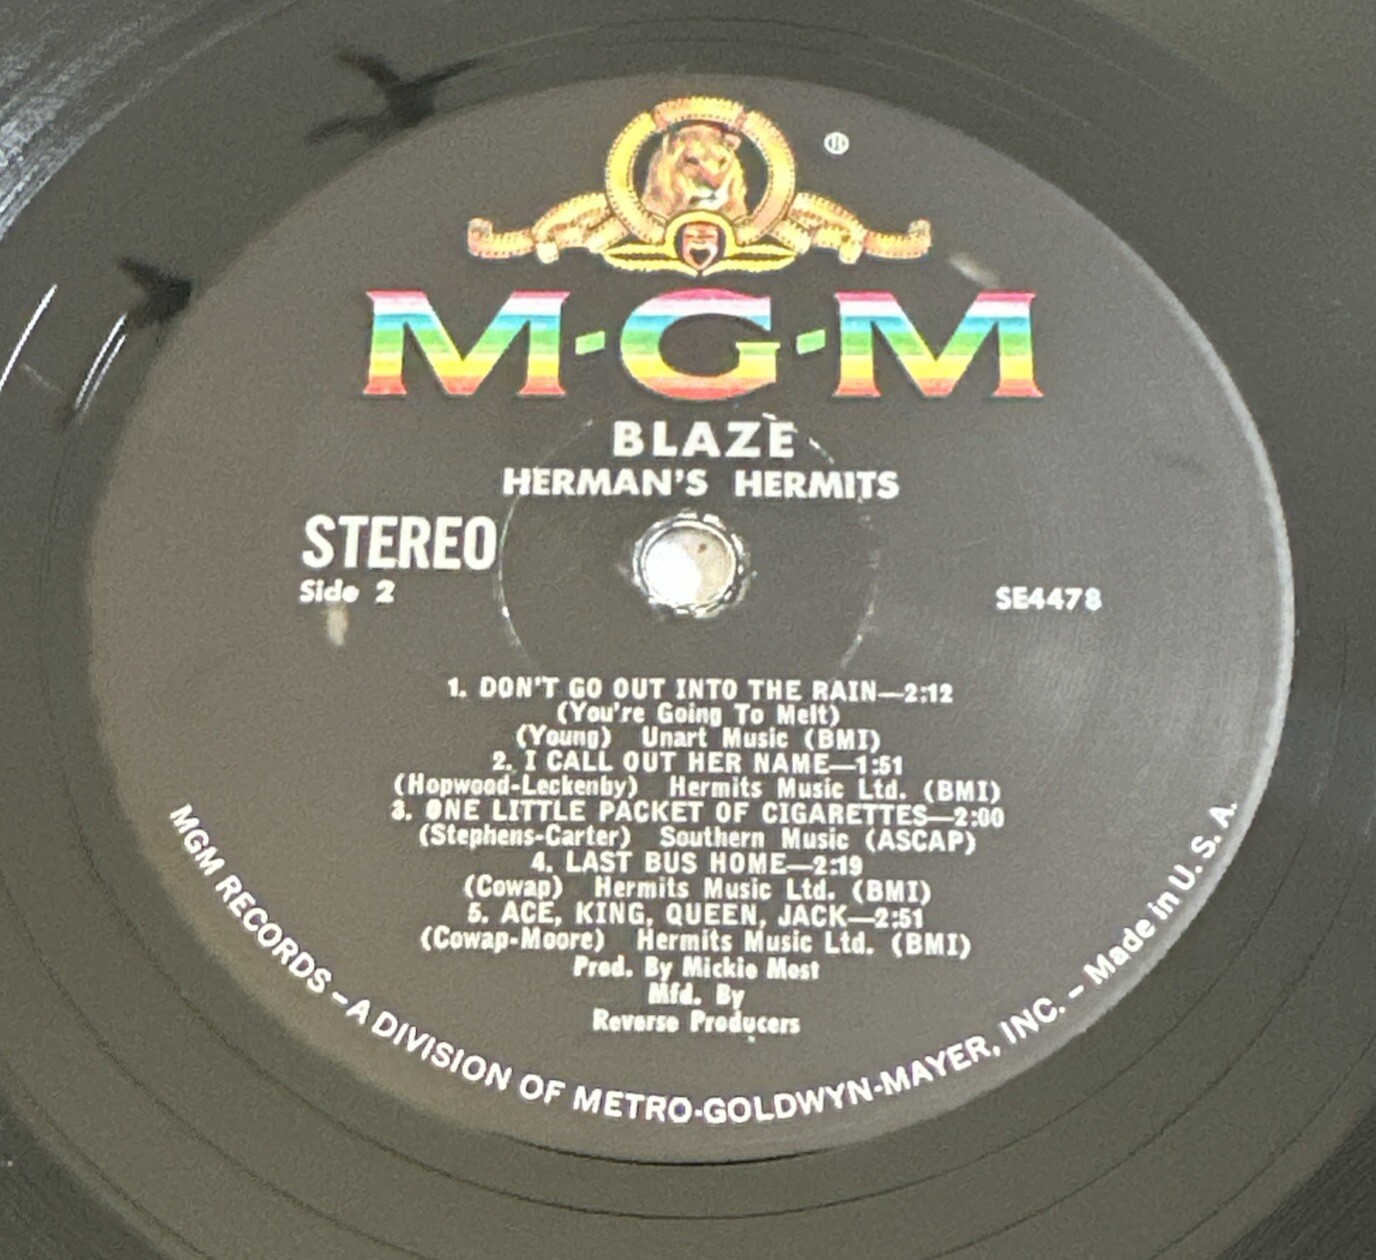 ®
M·G·M
BLAZE
HERMAN'S HERMITS
STEREO
Side 2
SE4478
1. DON'T GO OUT INTO THE RAIN—2:12
(You're Going To Melt)
(Young) Unart Music (BMI)
2. I CALL OUT HER NAME—1:51
(Hopwood-Leckenby) Hermits Music Ltd. (BMI)
3. ONE LITTLE PACKET OF CIGARETTES—2:00
(Stephens-Carter) Southern Music (ASCAP)
4. LAST BUS HOME—2:19
(Cowap) Hermits Music Ltd. (BMI)
5. ACE, KING, QUEEN, JACK—2:51
(Cowap-Moore) Hermits Music Ltd. (BMI)
Prod. By Mickie Most
Mfd. By
Reverse Producers
MGM RECORDS – A DIVISION OF METRO-GOLDWYN-MAYER, INC. – Made in U. S. A.